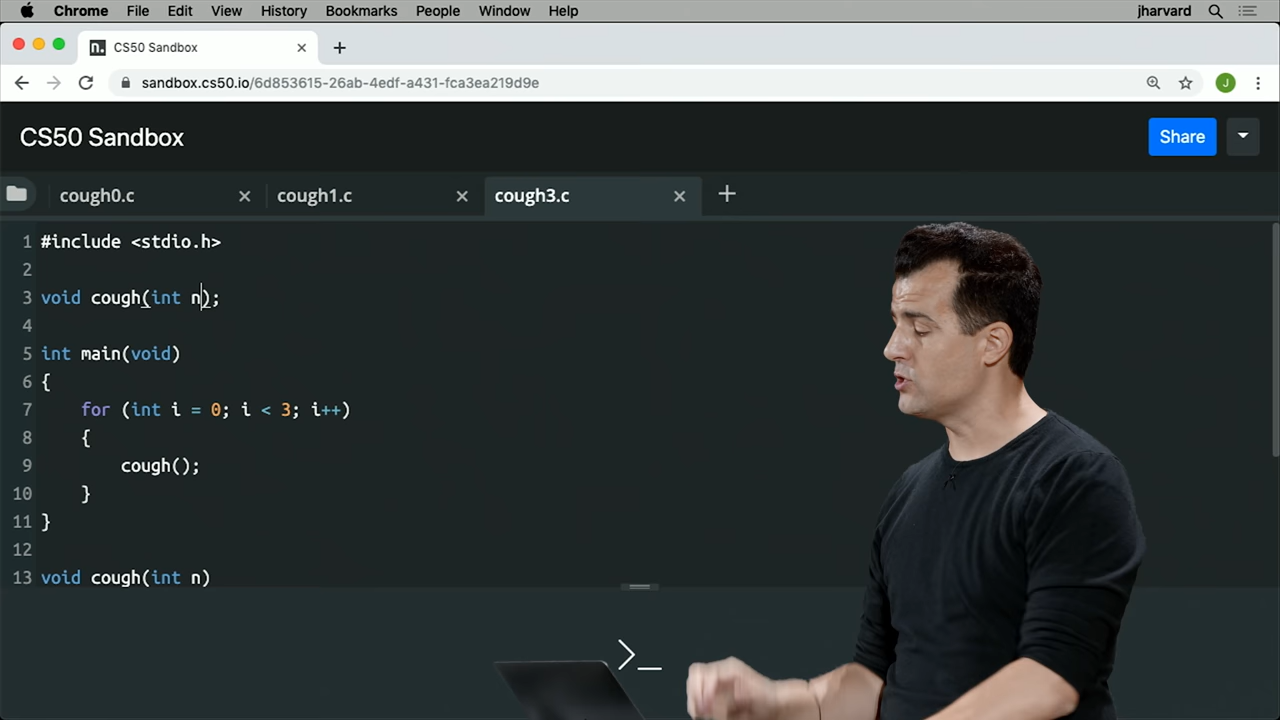 Chrome File Edit View History Bookmarks People Window Help jharvard
n. CS50 Sandbox
sandbox.cs50.io/6d853615-26ab-4edf-a431-fca3ea219d9e J
CS50 Sandbox Share
cough0.c cough1.c cough3.c
1 #include <stdio.h>
2
3 void cough(int n);
4
5 int main(void)
6 {
7 for (int i = 0; i < 3; i++)
8 {
9 cough();
10 }
11 }
12
13 void cough(int n)
>_